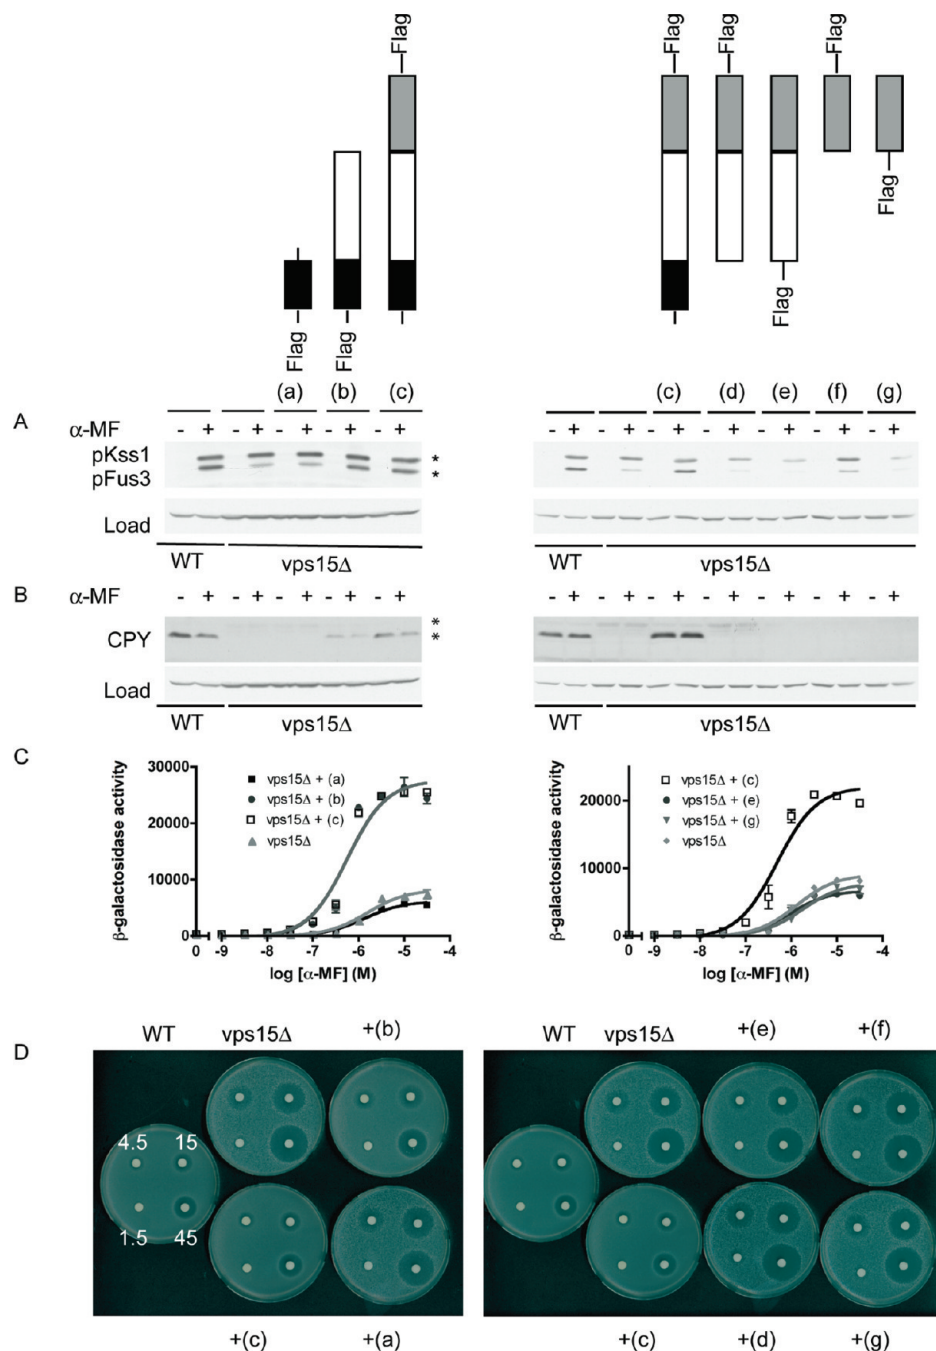 Flag
Flag
Flag
Flag
Flag
Flag
Flag
Flag
(a) (b) (c) (c) (d) (e) (f) (g)
A
α-MF - + - + - + - + - + - + - + - + - + - + - + - +
pKss1 *
pFus3 *
Load
WT vps15Δ WT vps15Δ
B α-MF - + - + - + - + - + - + - + - + - + - + - + - +
*
CPY *
Load
WT vps15Δ WT vps15Δ
C
β-galactosidase activity
30000
20000
10000
0
vps15Δ + (a)
vps15Δ + (b)
vps15Δ + (c)
vps15Δ
0 -9 -8 -7 -6 -5 -4
log [α-MF] (M)
β-galactosidase activity
20000
10000
0
vps15Δ + (c)
vps15Δ + (e)
vps15Δ + (g)
vps15Δ
0 -9 -8 -7 -6 -5 -4
log [α-MF] (M)
D
WT vps15Δ +(b) WT vps15Δ +(e) +(f)
4.5 15
1.5 45
+(c) +(a) +(c) +(d) +(g)